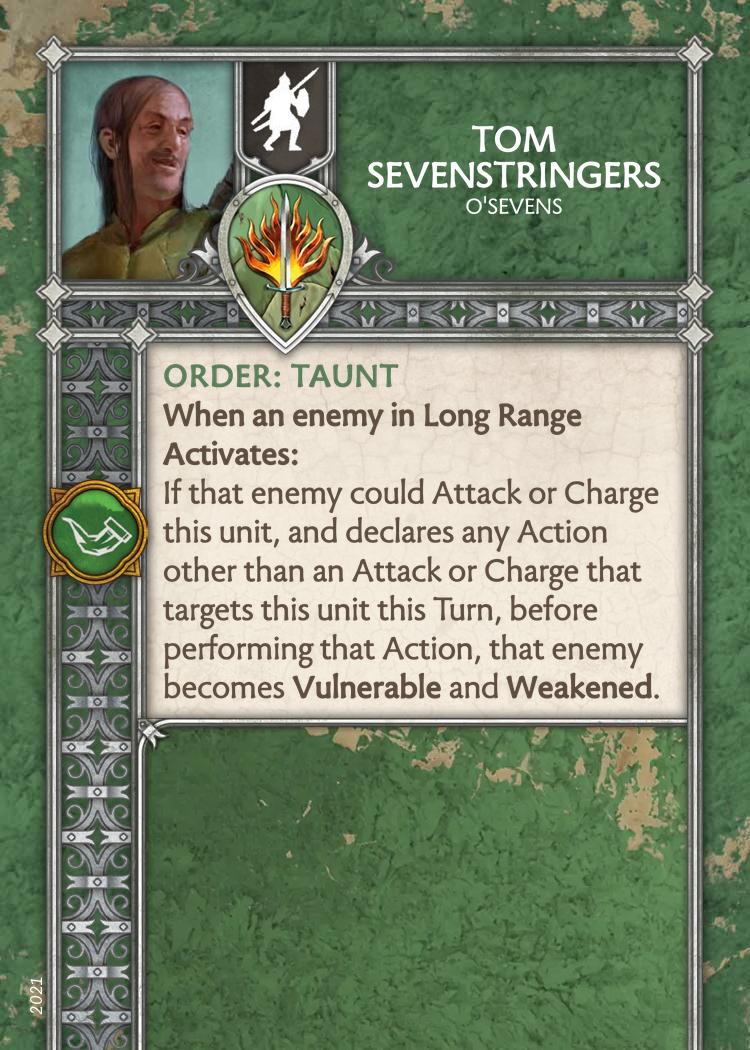 TOM
SEVENSTRINGERS
O'SEVENS
ORDER: TAUNT
When an enemy in Long Range
Activates:
If that enemy could Attack or Charge
this unit, and declares any Action
other than an Attack or Charge that
targets this unit this Turn, before
performing that Action, that enemy
becomes Vulnerable and Weakened.
2021